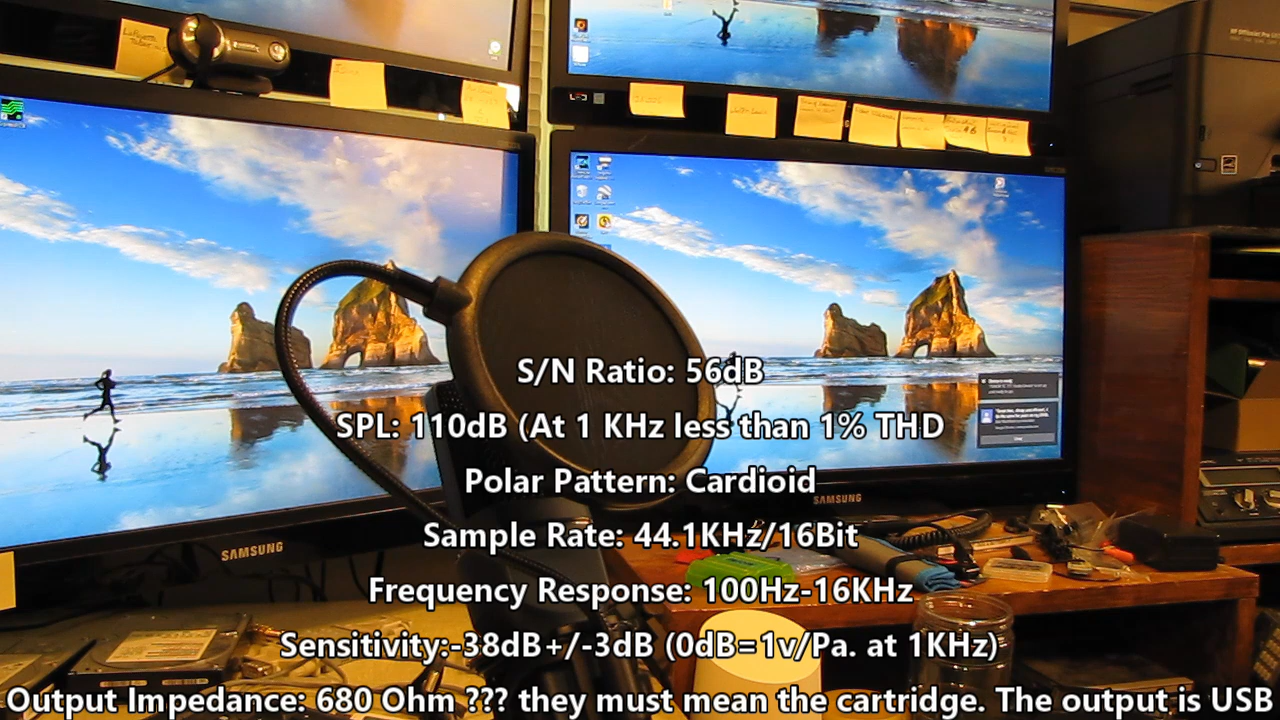 S/N Ratio: 56dB
SPL: 110dB (At 1 KHz less than 1% THD
Polar Pattern: Cardioid
SAMSUNG
Sample Rate: 44.1KHz/16Bit
SAMSUNG
Frequency Response: 100Hz-16KHz
Sensitivity:-38dB+/-3dB (0dB=1v/Pa. at 1KHz)
Output Impedance: 680 Ohm ??? they must mean the cartridge. The output is USB